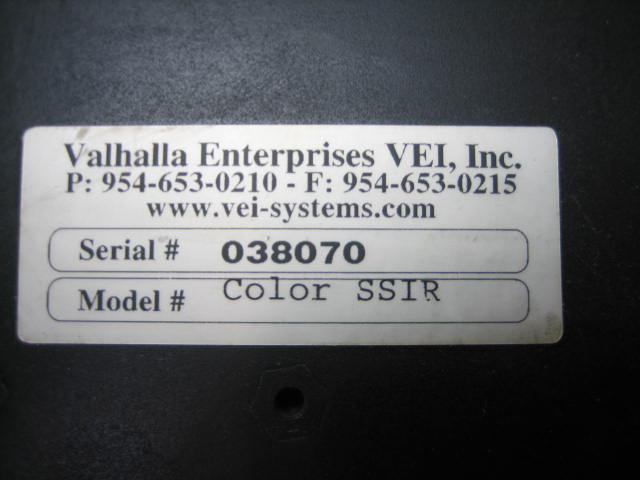 Valhalla Enterprises VEI, Inc.
P: 954-653-0210 - F: 954-653-0215
www.vei-systems.com
Serial # 038070
Model # Color SSIR